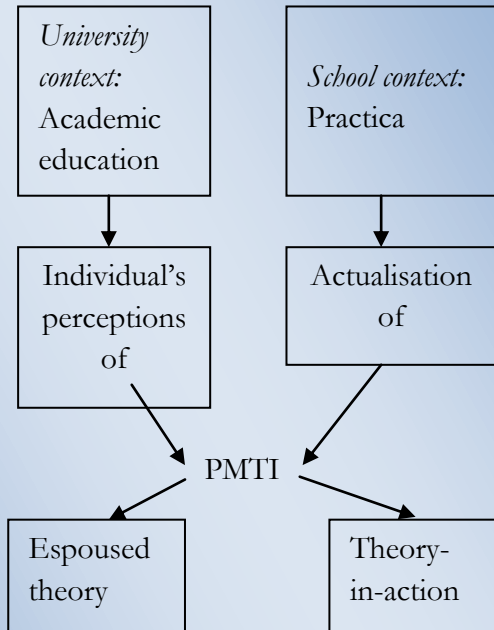 University
context:
Academic
education
School context:
Practica
Individual’s
perceptions
of
Actualisation
of
PMTI
Espoused
theory
Theory-
in-action